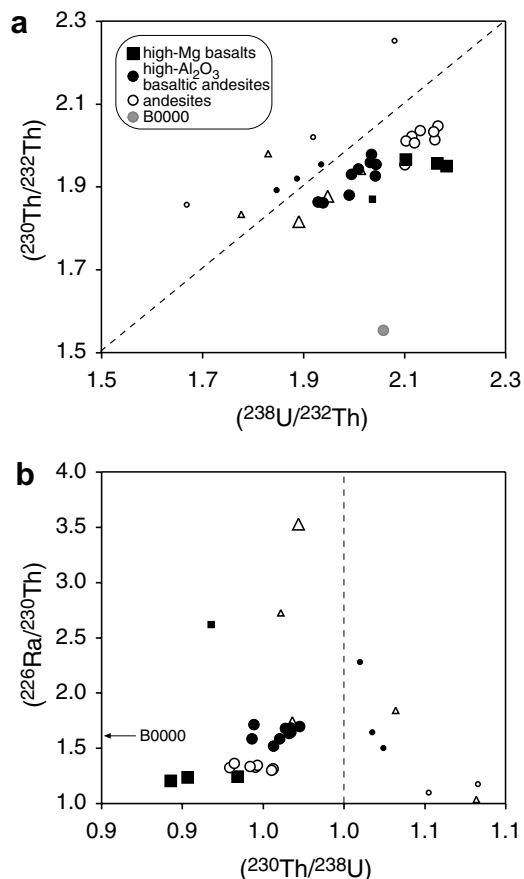 a
2.3
2.1
1.9
1.7
1.5
(²³⁰Th/²³²Th)
high-Mg basalts
high-Al₂O₃
basaltic andesites
andesites
B0000
1.5 1.7 1.9 2.1 2.3
(²³⁸U/²³²Th)
b
4.0
3.5
3.0
2.5
2.0
1.5
1.0
(²²⁶Ra/²³⁰Th)
B0000
0.9 0.9 1.0 1.0 1.1 1.1
(²³⁰Th/²³⁸U)